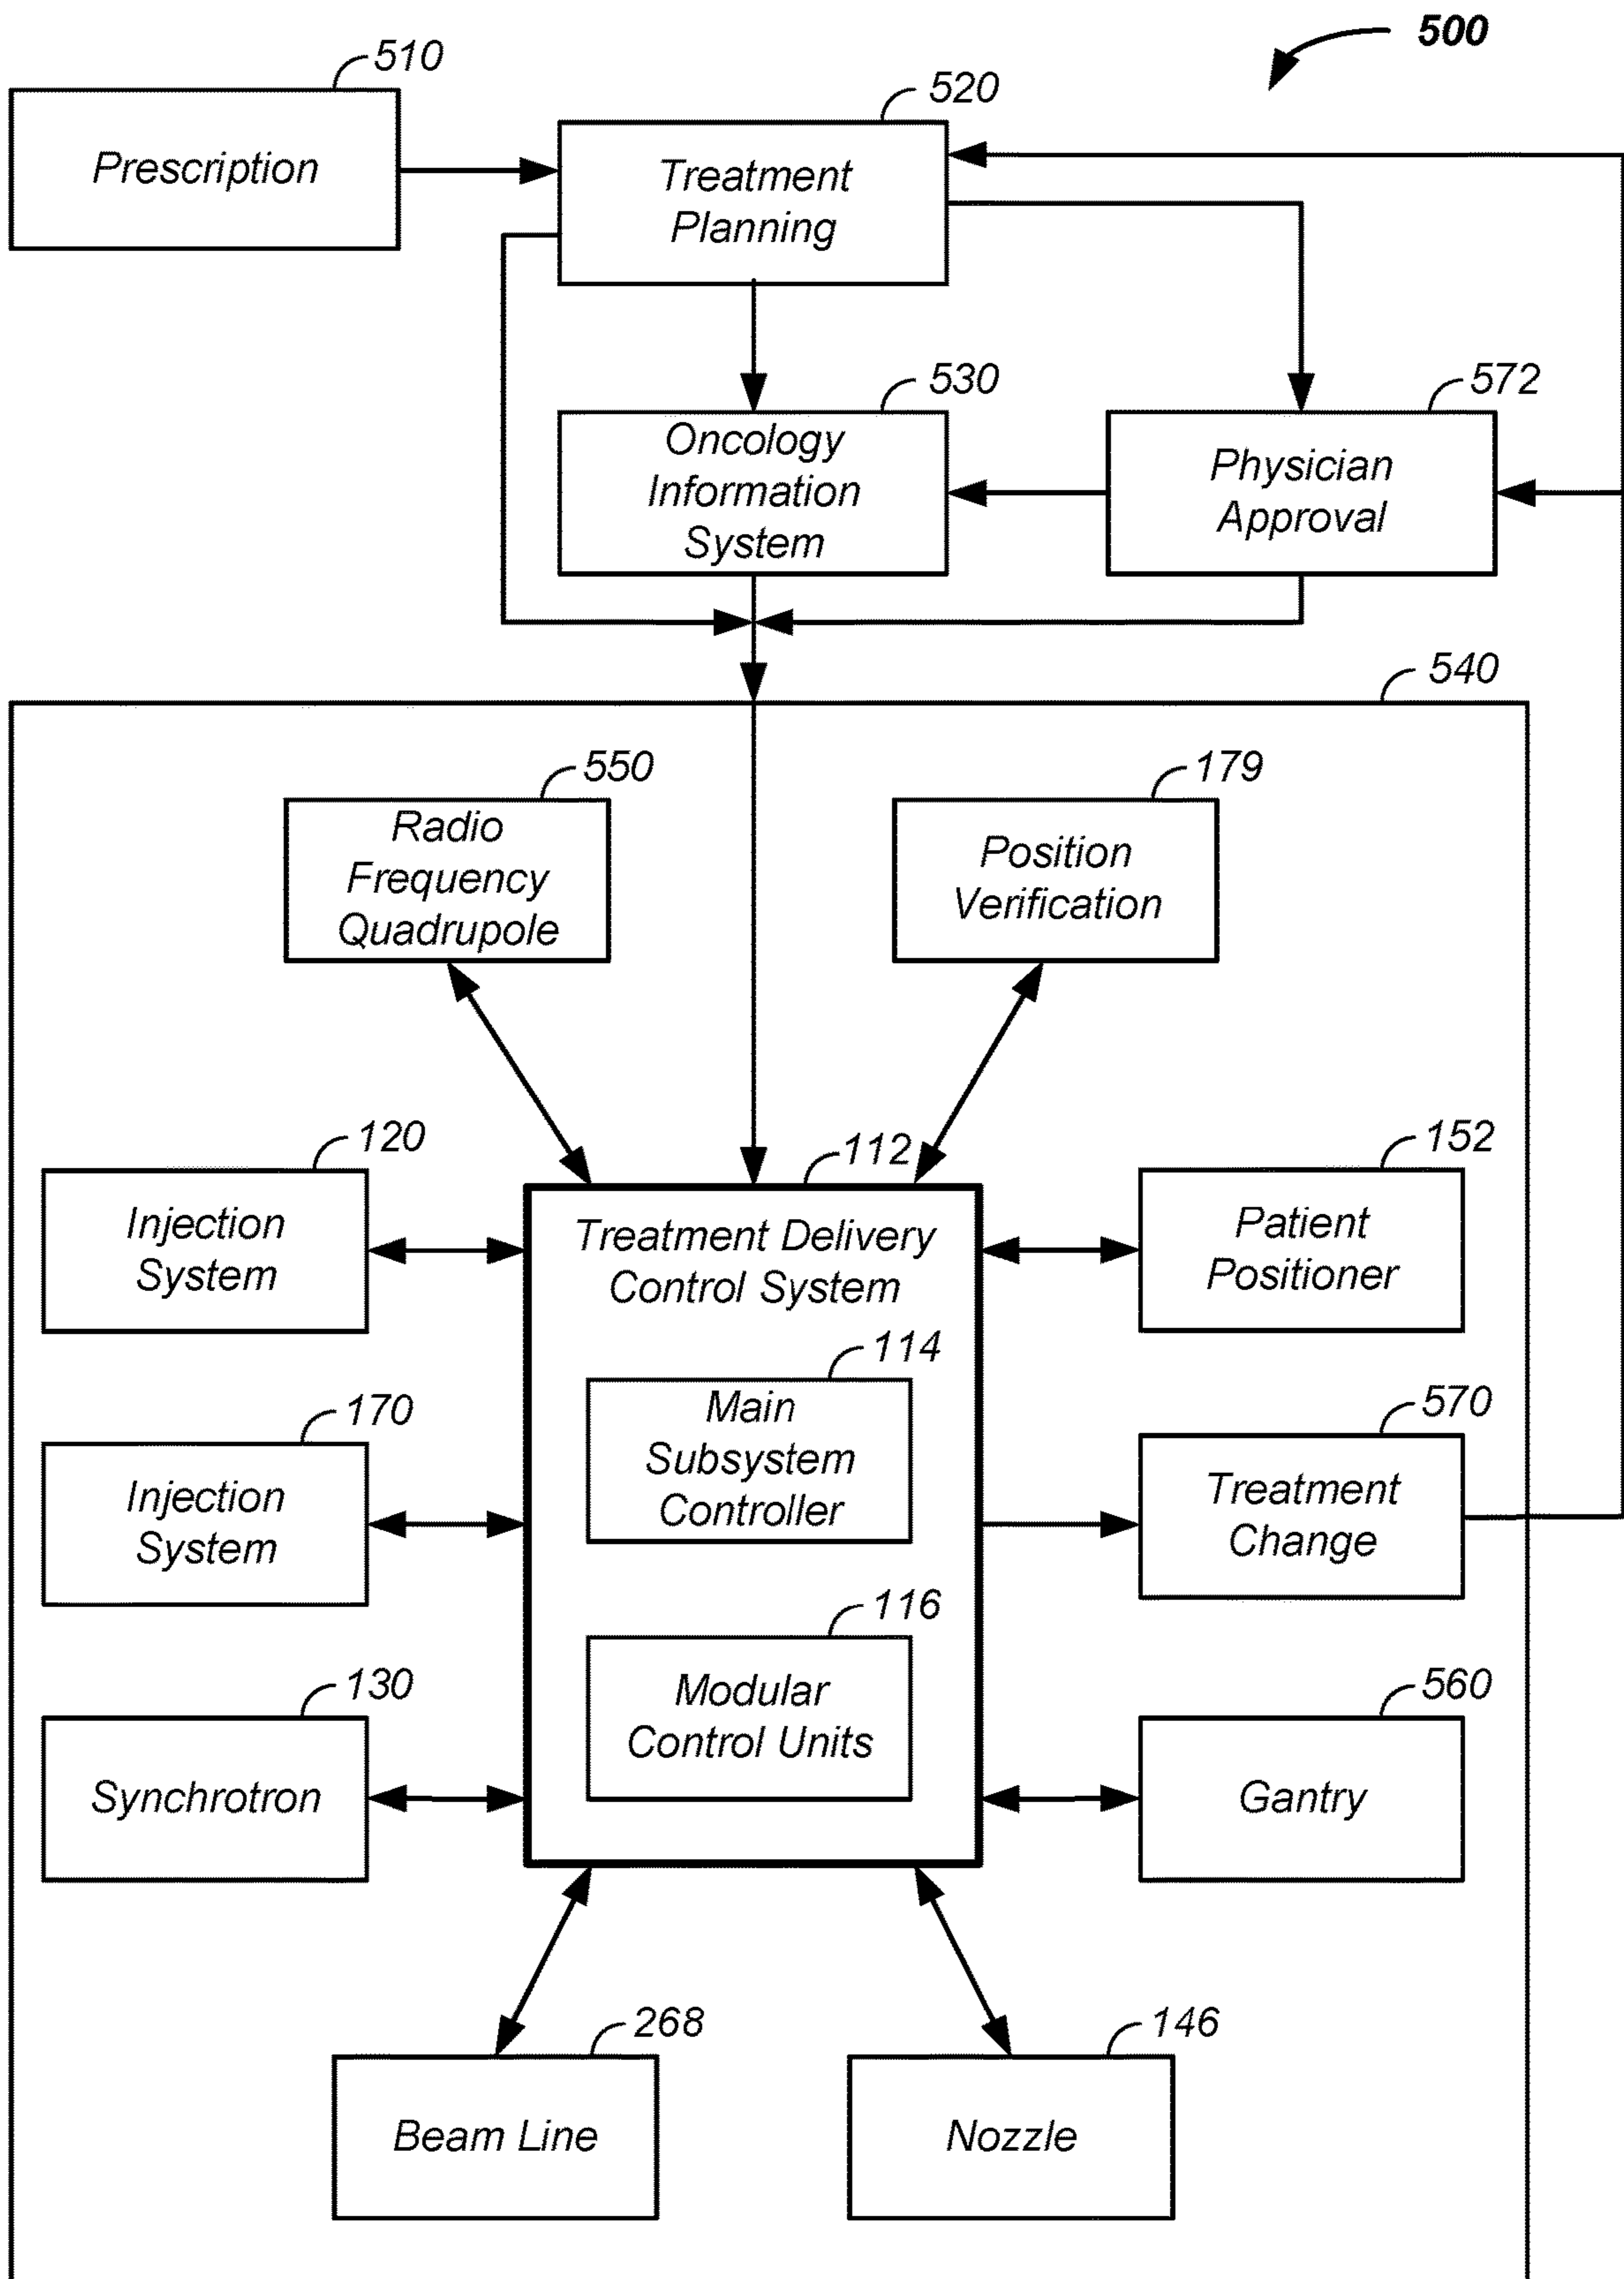 500
510
Prescription
520
Treatment
Planning
530
Oncology
Information
System
572
Physician
Approval
540
550
Radio
Frequency
Quadrupole
179
Position
Verification
120
Injection
System
112
Treatment Delivery
Control System
152
Patient
Positioner
114
Main
Subsystem
Controller
170
Injection
System
570
Treatment
Change
116
Modular
Control Units
130
Synchrotron
560
Gantry
268
Beam Line
146
Nozzle